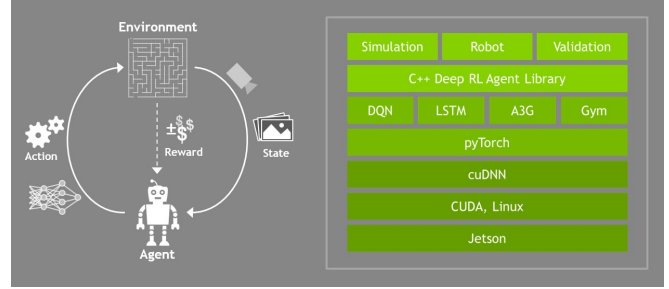 Environment
±$$$
Reward
Action
State
Agent
Simulation
Robot
Validation
C++ Deep RL Agent Library
DQN
LSTM
A3G
Gym
pyTorch
cuDNN
CUDA, Linux
Jetson